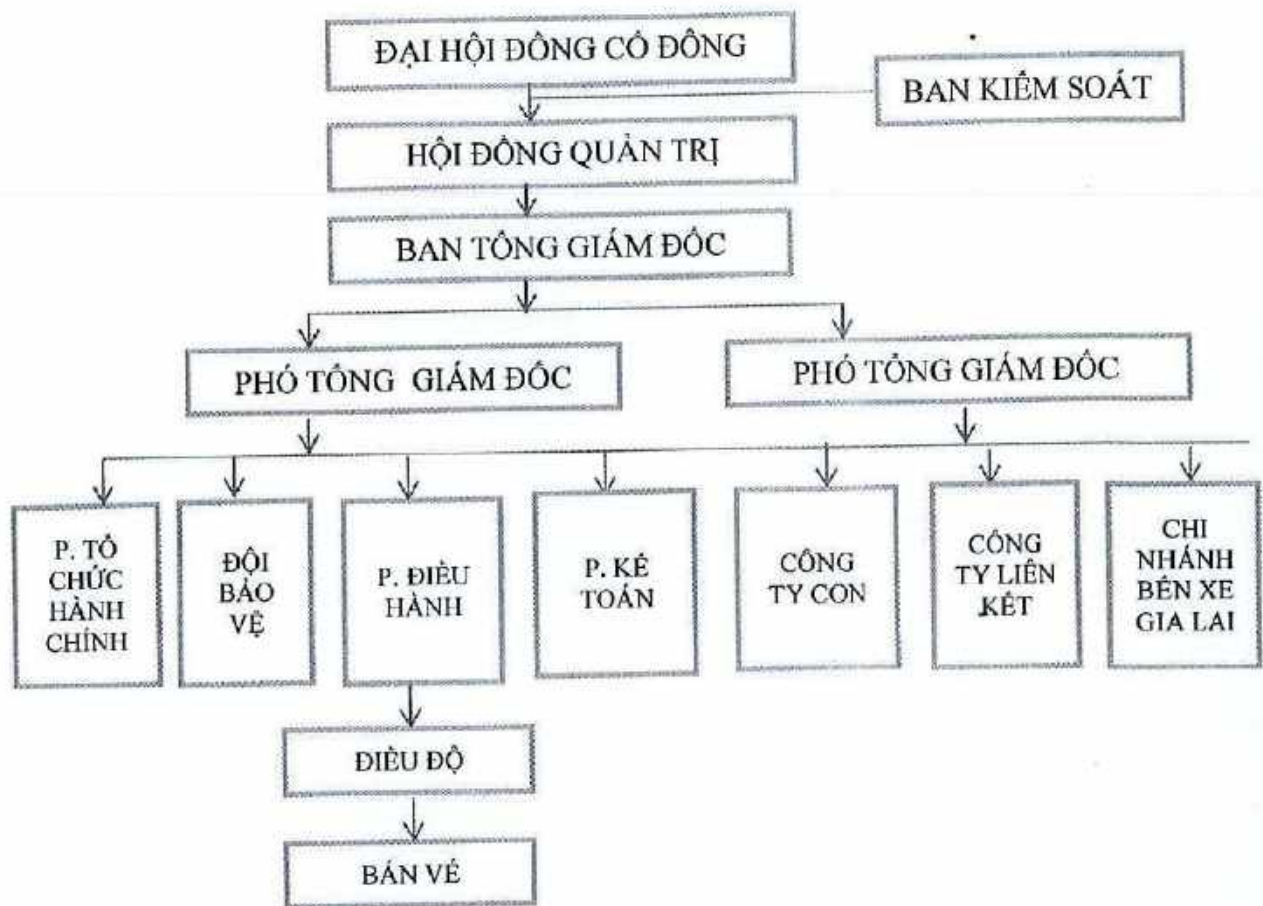 ĐẠI HỘI ĐỒNG CỔ ĐÔNG
BAN KIỂM SOÁT
HỘI ĐỒNG QUẢN TRỊ
BAN TỔNG GIÁM ĐỐC
PHÓ TỔNG GIÁM ĐỐC
PHÓ TỔNG GIÁM ĐỐC
P. TỔ
CHỨC
HÀNH
CHÍNH
ĐỘI
BẢO
VỆ
P. ĐIỀU
HÀNH
P. KẾ
TOÁN
CÔNG
TY CON
CÔNG
TY LIÊN
KẾT
CHI
NHÁNH
BẾN XE
GIA LAI
ĐIỀU ĐỘ
BÁN VÉ